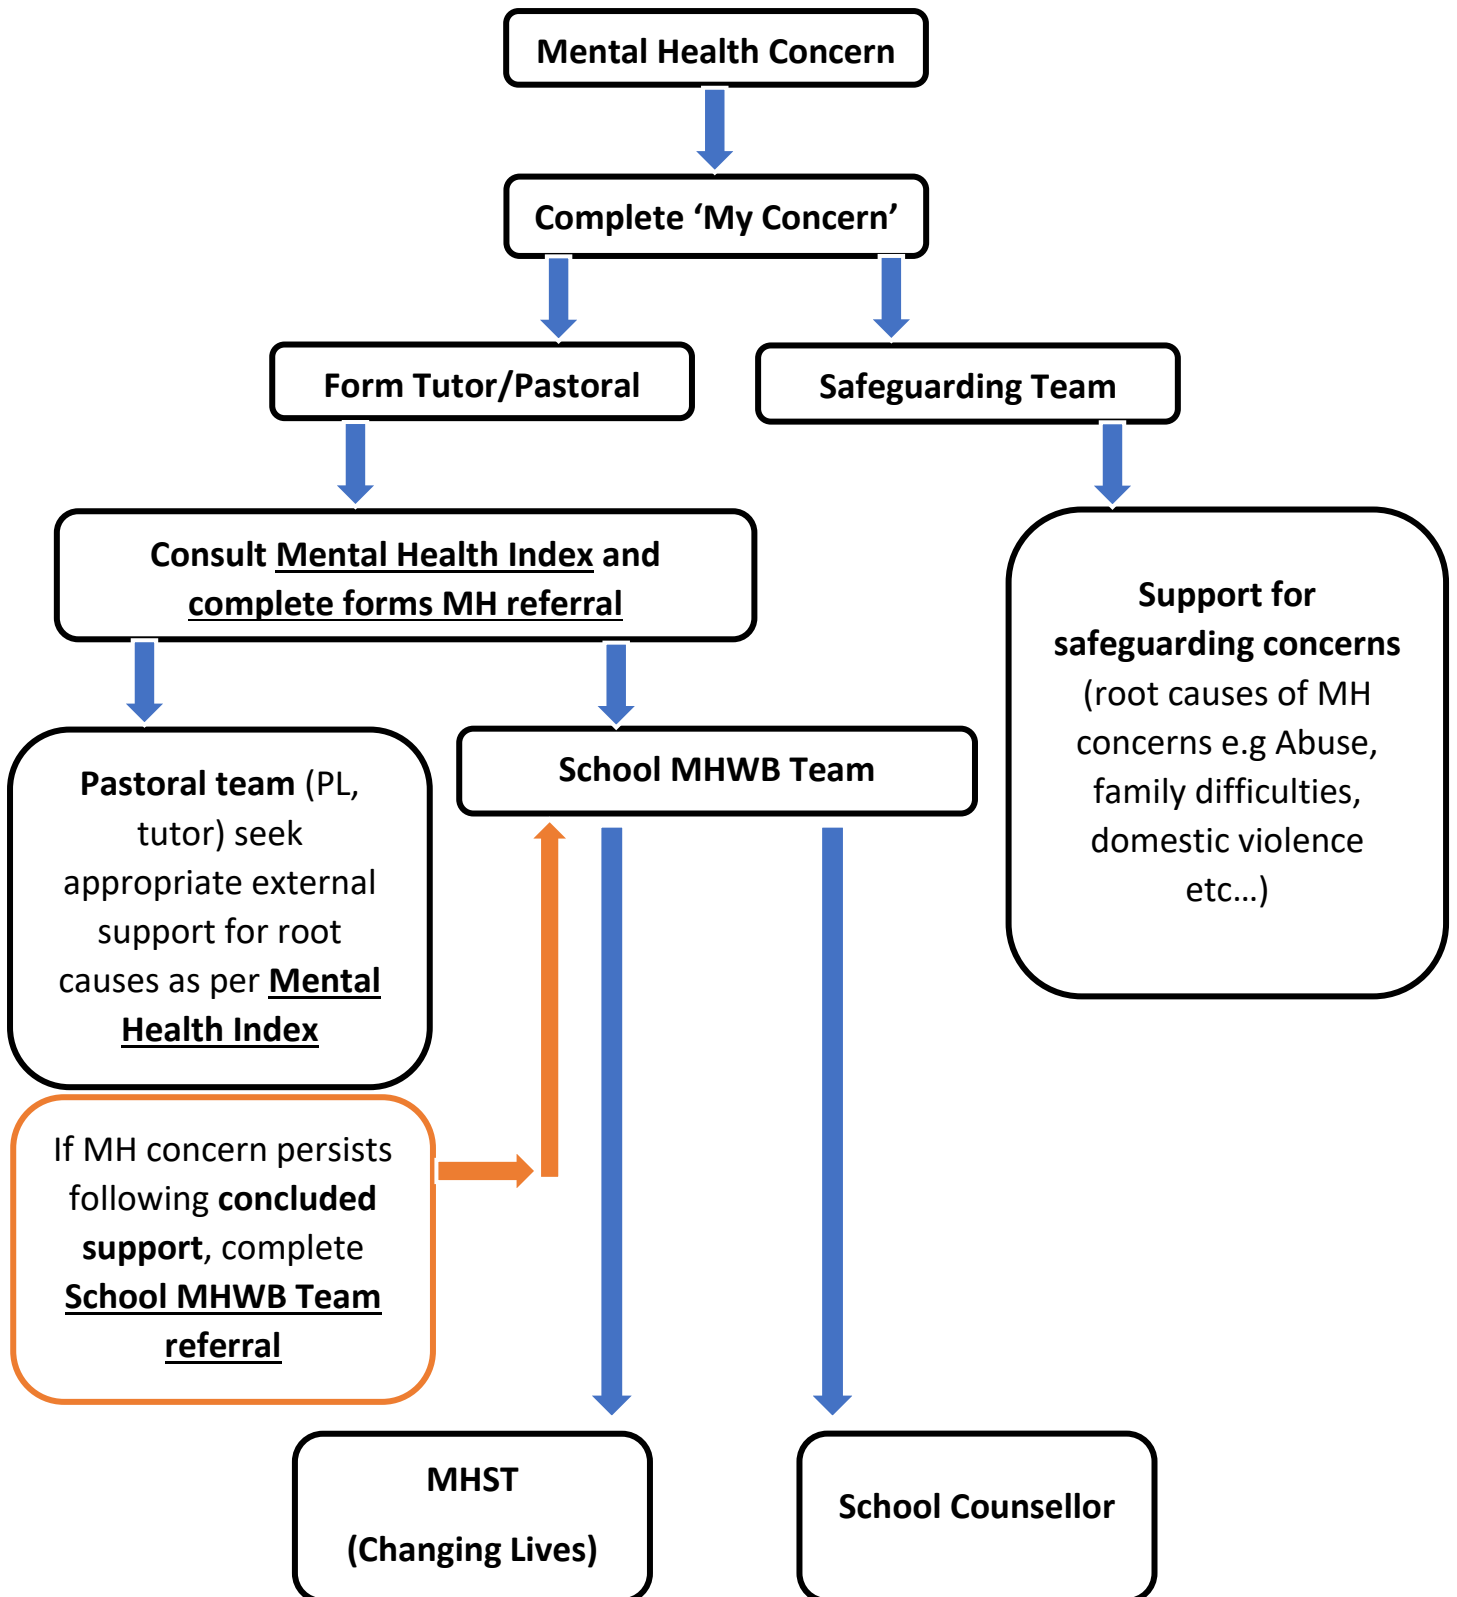 Mental Health Concern
Complete ‘My Concern’
Form Tutor/Pastoral
Safeguarding Team
Consult Mental Health Index and
complete forms MH referral
Support for
safeguarding concerns
(root causes of MH
concerns e.g Abuse,
family difficulties,
domestic violence
etc…)
Pastoral team (PL,
tutor) seek
appropriate external
support for root
causes as per Mental
Health Index
School MHWB Team
If MH concern persists
following concluded
support, complete
School MHWB Team
referral
MHST
(Changing Lives)
School Counsellor